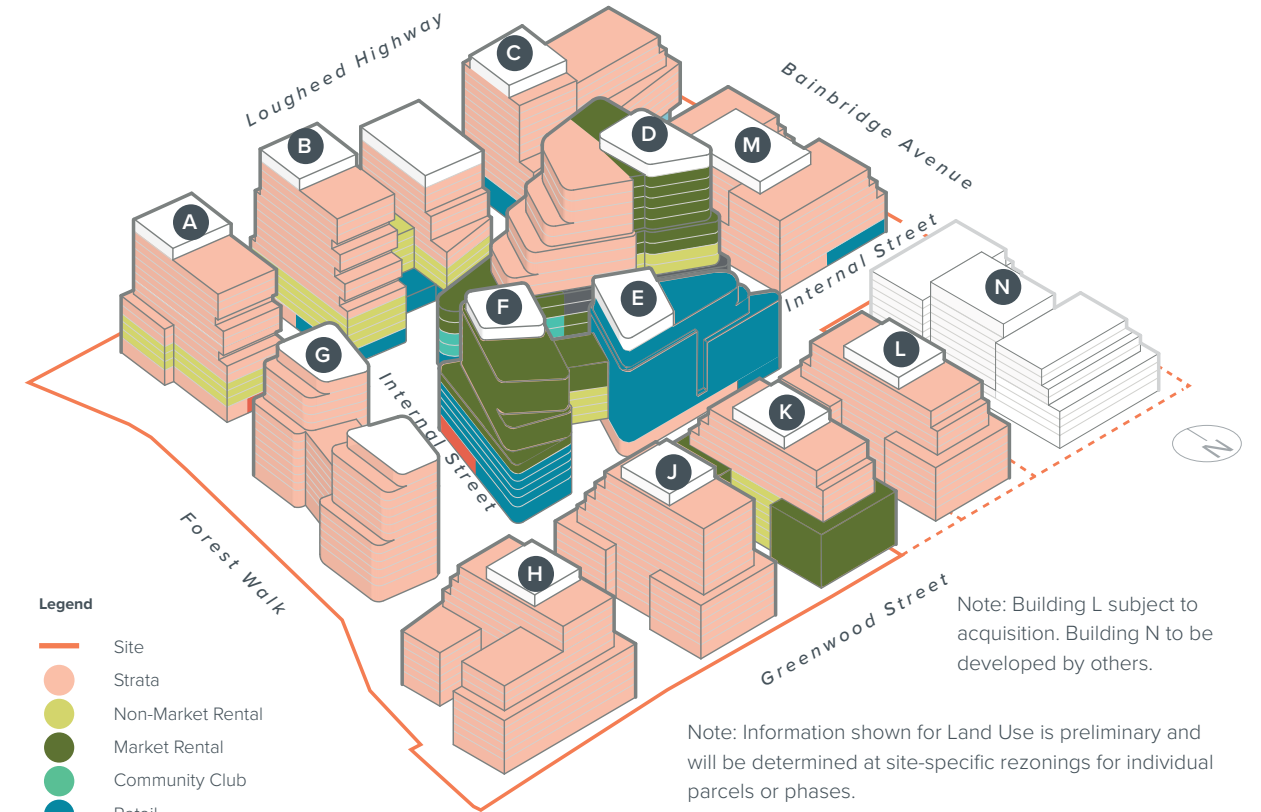 Lougheed Highway
Bainbridge Avenue
C
D
M
B
A
Internal Street
N
E
F
L
G
K
Internal Street
J
N
H
Forest Walk
Greenwood Street
Legend
Site
Strata
Non-Market Rental
Market Rental
Community Club
Note: Building L subject to
acquisition. Building N to be
developed by others.
Note: Information shown for Land Use is preliminary and
will be determined at site-specific rezonings for individual
parcels or phases.